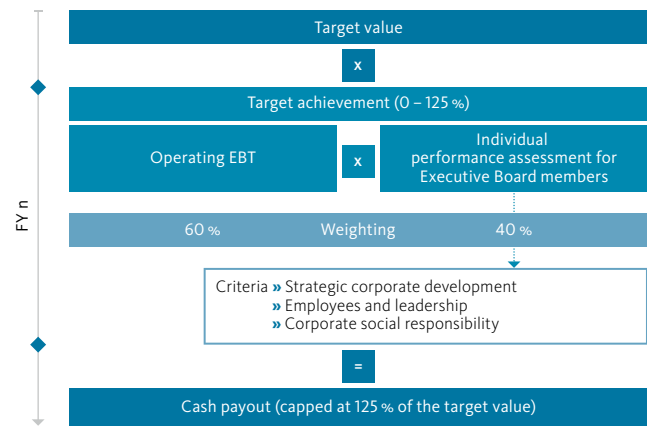 Target value
x
Target achievement (0 – 125 %)
Operating EBT
x
Individual
performance assessment for
Executive Board members
FY n
60 % Weighting 40 %
Criteria » Strategic corporate development
» Employees and leadership
» Corporate social responsibility
=
Cash payout (capped at 125 % of the target value)